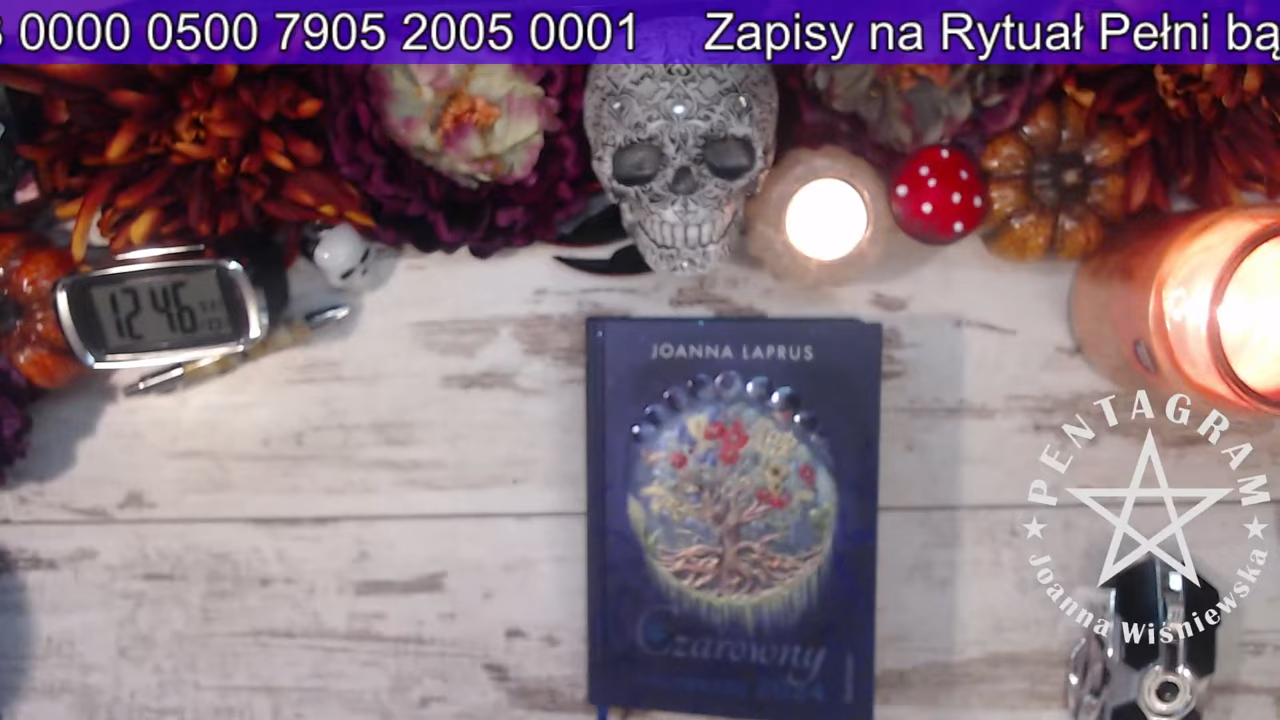 0000 0500 7905 2005 0001 Zapisy na Rytuał Pełni bą
12 46
JOANNA LAPRUS
Czarowny
PENTAGRAM
Joanna Wiśniewska